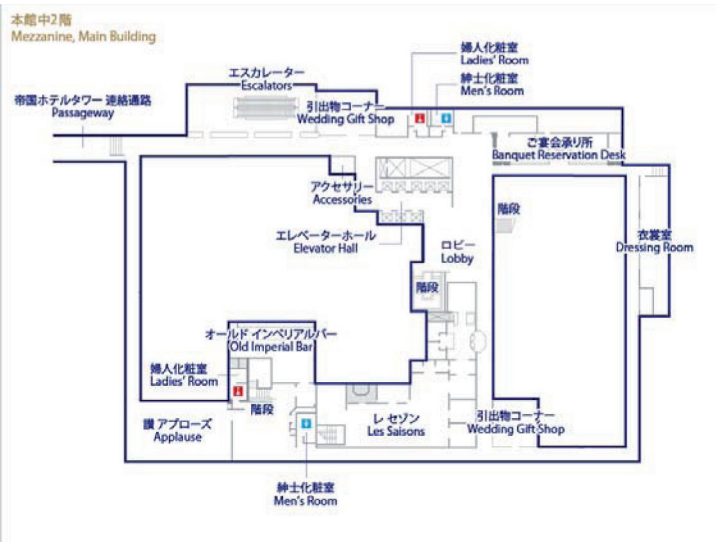 本館中2階
Mezzanine, Main Building
婦人化粧室
Ladies' Room
紳士化粧室
Men's Room
エスカレーター
Escalators
帝国ホテルタワー 連絡通路
Passageway
引出物コーナー
Wedding Gift Shop
ご宴会承り所
Banquet Reservation Desk
アクセサリー
Accessories
階段
エレベーターホール
Elevator Hall
ロビー
Lobby
衣裳室
Dressing Room
階段
オールド インペリアルバー
Old Imperial Bar
婦人化粧室
Ladies' Room
階段
讃 アプローズ
Applause
レ セゾン
Les Saisons
引出物コーナー
Wedding Gift Shop
紳士化粧室
Men's Room